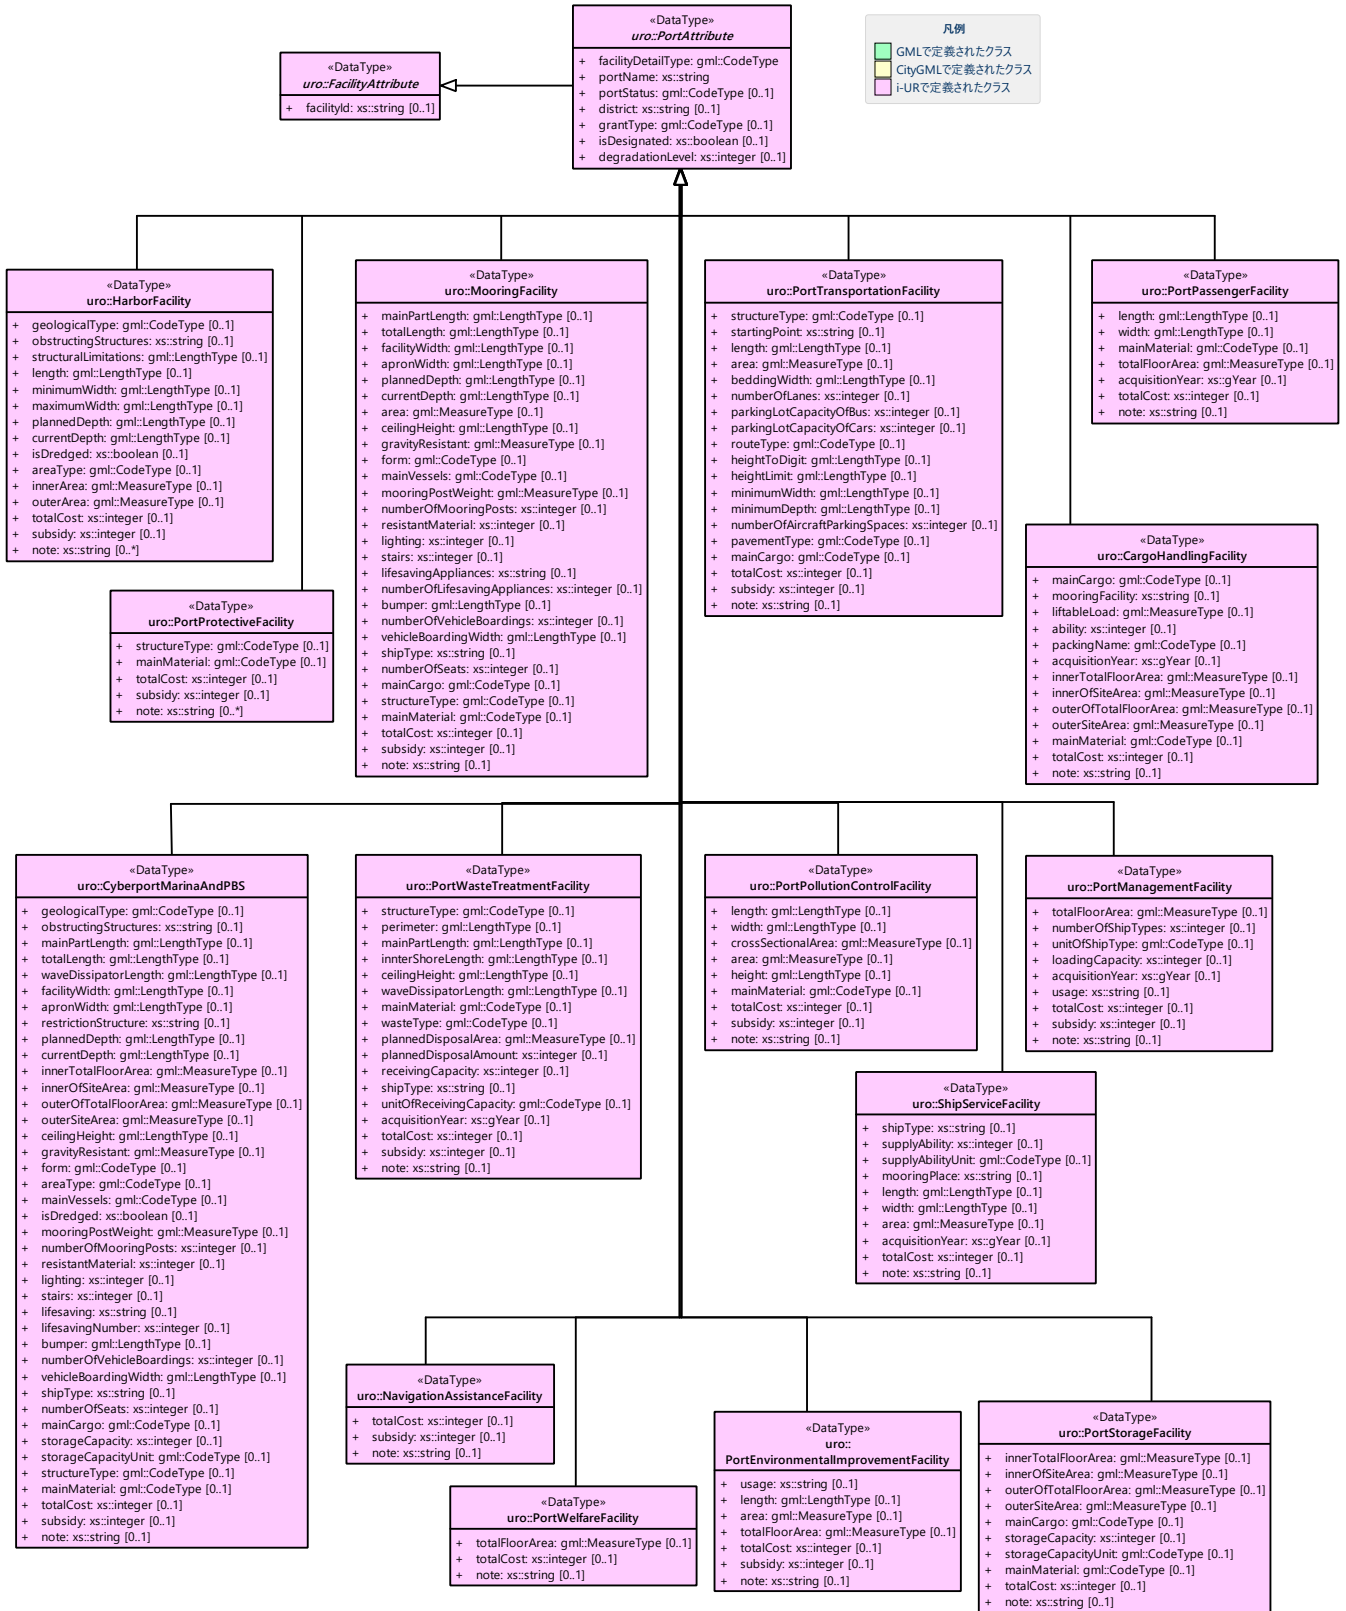 «DataType»
uro::PortAttribute
+ facilityDetailType: gml::CodeType
+ portName: xs::string
+ portStatus: gml::CodeType [0..1]
+ district: xs::string [0..1]
+ grantType: gml::CodeType [0..1]
+ isDesignated: xs::boolean [0..1]
+ degradationLevel: xs::integer [0..1]
凡例
GMLで定義されたクラス
CityGMLで定義されたクラス
i-URで定義されたクラス
«DataType»
uro::FacilityAttribute
+ facilityId: xs::string [0..1]
«DataType»
uro::HarborFacility
+ geologicalType: gml::CodeType [0..1]
+ obstructingStructures: xs::string [0..1]
+ structuralLimitations: gml::LengthType [0..1]
+ length: gml::LengthType [0..1]
+ minimumWidth: gml::LengthType [0..1]
+ maximumWidth: gml::LengthType [0..1]
+ plannedDepth: gml::LengthType [0..1]
+ currentDepth: gml::LengthType [0..1]
+ isDredged: xs::boolean [0..1]
+ areaType: gml::CodeType [0..1]
+ innerArea: gml::MeasureType [0..1]
+ outerArea: gml::MeasureType [0..1]
+ totalCost: xs::integer [0..1]
+ subsidy: xs::integer [0..1]
+ note: xs::string [0..*]
«DataType»
uro::MooringFacility
+ mainPartLength: gml::LengthType [0..1]
+ totalLength: gml::LengthType [0..1]
+ facilityWidth: gml::LengthType [0..1]
+ apronWidth: gml::LengthType [0..1]
+ plannedDepth: gml::LengthType [0..1]
+ currentDepth: gml::LengthType [0..1]
+ area: gml::MeasureType [0..1]
+ ceilingHeight: gml::LengthType [0..1]
+ gravityResistant: gml::MeasureType [0..1]
+ form: gml::CodeType [0..1]
+ mainVessels: gml::CodeType [0..1]
+ mooringPostWeight: gml::MeasureType [0..1]
+ numberOfMooringPosts: xs::integer [0..1]
+ resistantMaterial: xs::integer [0..1]
+ lighting: xs::integer [0..1]
+ stairs: xs::integer [0..1]
+ lifesavingAppliances: xs::string [0..1]
+ numberOfLifesavingAppliances: xs::integer [0..1]
+ bumper: gml::LengthType [0..1]
+ numberOfVehicleBoardings: xs::integer [0..1]
+ vehicleBoardingWidth: gml::LengthType [0..1]
+ shipType: xs::string [0..1]
+ numberOfSeats: xs::integer [0..1]
+ mainCargo: gml::CodeType [0..1]
+ structureType: gml::CodeType [0..1]
+ mainMaterial: gml::CodeType [0..1]
+ totalCost: xs::integer [0..1]
+ subsidy: xs::integer [0..1]
+ note: xs::string [0..1]
«DataType»
uro::PortTransportationFacility
+ structureType: gml::CodeType [0..1]
+ startingPoint: xs::string [0..1]
+ length: gml::LengthType [0..1]
+ area: gml::MeasureType [0..1]
+ beddingWidth: gml::LengthType [0..1]
+ numberOfLanes: xs::integer [0..1]
+ parkingLotCapacityOfBus: xs::integer [0..1]
+ parkingLotCapacityOfCars: xs::integer [0..1]
+ routeType: gml::CodeType [0..1]
+ heightToDigit: gml::LengthType [0..1]
+ heightLimit: gml::LengthType [0..1]
+ minimumWidth: gml::LengthType [0..1]
+ minimumDepth: gml::LengthType [0..1]
+ numberOfAircraftParkingSpaces: xs::integer [0..1]
+ pavementType: gml::CodeType [0..1]
+ mainCargo: gml::CodeType [0..1]
+ totalCost: xs::integer [0..1]
+ subsidy: xs::integer [0..1]
+ note: xs::string [0..1]
«DataType»
uro::PortPassengerFacility
+ length: gml::LengthType [0..1]
+ width: gml::LengthType [0..1]
+ mainMaterial: gml::CodeType [0..1]
+ totalFloorArea: gml::MeasureType [0..1]
+ acquisitionYear: xs::gYear [0..1]
+ totalCost: xs::integer [0..1]
+ note: xs::string [0..1]
«DataType»
uro::CargoHandlingFacility
+ mainCargo: gml::CodeType [0..1]
+ mooringFacility: xs::string [0..1]
+ liftableLoad: gml::MeasureType [0..1]
+ ability: xs::integer [0..1]
+ packingName: gml::CodeType [0..1]
+ acquisitionYear: xs::gYear [0..1]
+ innerTotalFloorArea: gml::MeasureType [0..1]
+ innerOfSiteArea: gml::MeasureType [0..1]
+ outerOfTotalFloorArea: gml::MeasureType [0..1]
+ outerSiteArea: gml::MeasureType [0..1]
+ mainMaterial: gml::CodeType [0..1]
+ totalCost: xs::integer [0..1]
+ note: xs::string [0..1]
«DataType»
uro::PortProtectiveFacility
+ structureType: gml::CodeType [0..1]
+ mainMaterial: gml::CodeType [0..1]
+ totalCost: xs::integer [0..1]
+ subsidy: xs::integer [0..1]
+ note: xs::string [0..*]
«DataType»
uro::CyberportMarinaAndPBS
+ geologicalType: gml::CodeType [0..1]
+ obstructingStructures: xs::string [0..1]
+ mainPartLength: gml::LengthType [0..1]
+ totalLength: gml::LengthType [0..1]
+ waveDissipatorLength: gml::LengthType [0..1]
+ facilityWidth: gml::LengthType [0..1]
+ apronWidth: gml::LengthType [0..1]
+ restrictionStructure: xs::string [0..1]
+ plannedDepth: gml::LengthType [0..1]
+ currentDepth: gml::LengthType [0..1]
+ innerTotalFloorArea: gml::MeasureType [0..1]
+ innerOfSiteArea: gml::MeasureType [0..1]
+ outerOfTotalFloorArea: gml::MeasureType [0..1]
+ outerSiteArea: gml::MeasureType [0..1]
+ ceilingHeight: gml::LengthType [0..1]
+ gravityResistant: gml::MeasureType [0..1]
+ form: gml::CodeType [0..1]
+ areaType: gml::CodeType [0..1]
+ mainVessels: gml::CodeType [0..1]
+ isDredged: xs::boolean [0..1]
+ mooringPostWeight: gml::MeasureType [0..1]
+ numberOfMooringPosts: xs::integer [0..1]
+ resistantMaterial: xs::integer [0..1]
+ lighting: xs::integer [0..1]
+ stairs: xs::integer [0..1]
+ lifesaving: xs::string [0..1]
+ lifesavingNumber: xs::integer [0..1]
+ bumper: gml::LengthType [0..1]
+ numberOfVehicleBoardings: xs::integer [0..1]
+ vehicleBoardingWidth: gml::LengthType [0..1]
+ shipType: xs::string [0..1]
+ numberOfSeats: xs::integer [0..1]
+ mainCargo: gml::CodeType [0..1]
+ storageCapacity: xs::integer [0..1]
+ storageCapacityUnit: gml::CodeType [0..1]
+ structureType: gml::CodeType [0..1]
+ mainMaterial: gml::CodeType [0..1]
+ totalCost: xs::integer [0..1]
+ subsidy: xs::integer [0..1]
+ note: xs::string [0..1]
«DataType»
uro::PortWasteTreatmentFacility
+ structureType: gml::CodeType [0..1]
+ perimeter: gml::LengthType [0..1]
+ mainPartLength: gml::LengthType [0..1]
+ innterShoreLength: gml::LengthType [0..1]
+ ceilingHeight: gml::LengthType [0..1]
+ waveDissipatorLength: gml::LengthType [0..1]
+ mainMaterial: gml::CodeType [0..1]
+ wasteType: gml::CodeType [0..1]
+ plannedDisposalArea: gml::MeasureType [0..1]
+ plannedDisposalAmount: xs::integer [0..1]
+ receivingCapacity: xs::integer [0..1]
+ shipType: xs::string [0..1]
+ unitOfReceivingCapacity: gml::CodeType [0..1]
+ acquisitionYear: xs::gYear [0..1]
+ totalCost: xs::integer [0..1]
+ subsidy: xs::integer [0..1]
+ note: xs::string [0..1]
«DataType»
uro::PortPollutionControlFacility
+ length: gml::LengthType [0..1]
+ width: gml::LengthType [0..1]
+ crossSectionalArea: gml::MeasureType [0..1]
+ area: gml::MeasureType [0..1]
+ height: gml::LengthType [0..1]
+ mainMaterial: gml::CodeType [0..1]
+ totalCost: xs::integer [0..1]
+ subsidy: xs::integer [0..1]
+ note: xs::string [0..1]
«DataType»
uro::PortManagementFacility
+ totalFloorArea: gml::MeasureType [0..1]
+ numberOfShipTypes: xs::integer [0..1]
+ unitOfShipType: gml::CodeType [0..1]
+ loadingCapacity: xs::integer [0..1]
+ acquisitionYear: xs::gYear [0..1]
+ usage: xs::string [0..1]
+ totalCost: xs::integer [0..1]
+ subsidy: xs::integer [0..1]
+ note: xs::string [0..1]
«DataType»
uro::ShipServiceFacility
+ shipType: xs::string [0..1]
+ supplyAbility: xs::integer [0..1]
+ supplyAbilityUnit: gml::CodeType [0..1]
+ mooringPlace: xs::string [0..1]
+ length: gml::LengthType [0..1]
+ width: gml::LengthType [0..1]
+ area: gml::MeasureType [0..1]
+ acquisitionYear: xs::gYear [0..1]
+ totalCost: xs::integer [0..1]
+ note: xs::string [0..1]
«DataType»
uro::NavigationAssistanceFacility
+ totalCost: xs::integer [0..1]
+ subsidy: xs::integer [0..1]
+ note: xs::string [0..1]
«DataType»
uro::PortWelfareFacility
+ totalFloorArea: gml::MeasureType [0..1]
+ totalCost: xs::integer [0..1]
+ note: xs::string [0..1]
«DataType»
uro::
PortEnvironmentalImprovementFacility
+ usage: xs::string [0..1]
+ length: gml::LengthType [0..1]
+ area: gml::MeasureType [0..1]
+ totalFloorArea: gml::MeasureType [0..1]
+ totalCost: xs::integer [0..1]
+ subsidy: xs::integer [0..1]
+ note: xs::string [0..1]
«DataType»
uro::PortStorageFacility
+ innerTotalFloorArea: gml::MeasureType [0..1]
+ innerOfSiteArea: gml::MeasureType [0..1]
+ outerOfTotalFloorArea: gml::MeasureType [0..1]
+ outerSiteArea: gml::MeasureType [0..1]
+ mainCargo: gml::CodeType [0..1]
+ storageCapacity: xs::integer [0..1]
+ storageCapacityUnit: gml::CodeType [0..1]
+ mainMaterial: gml::CodeType [0..1]
+ totalCost: xs::integer [0..1]
+ note: xs::string [0..1]